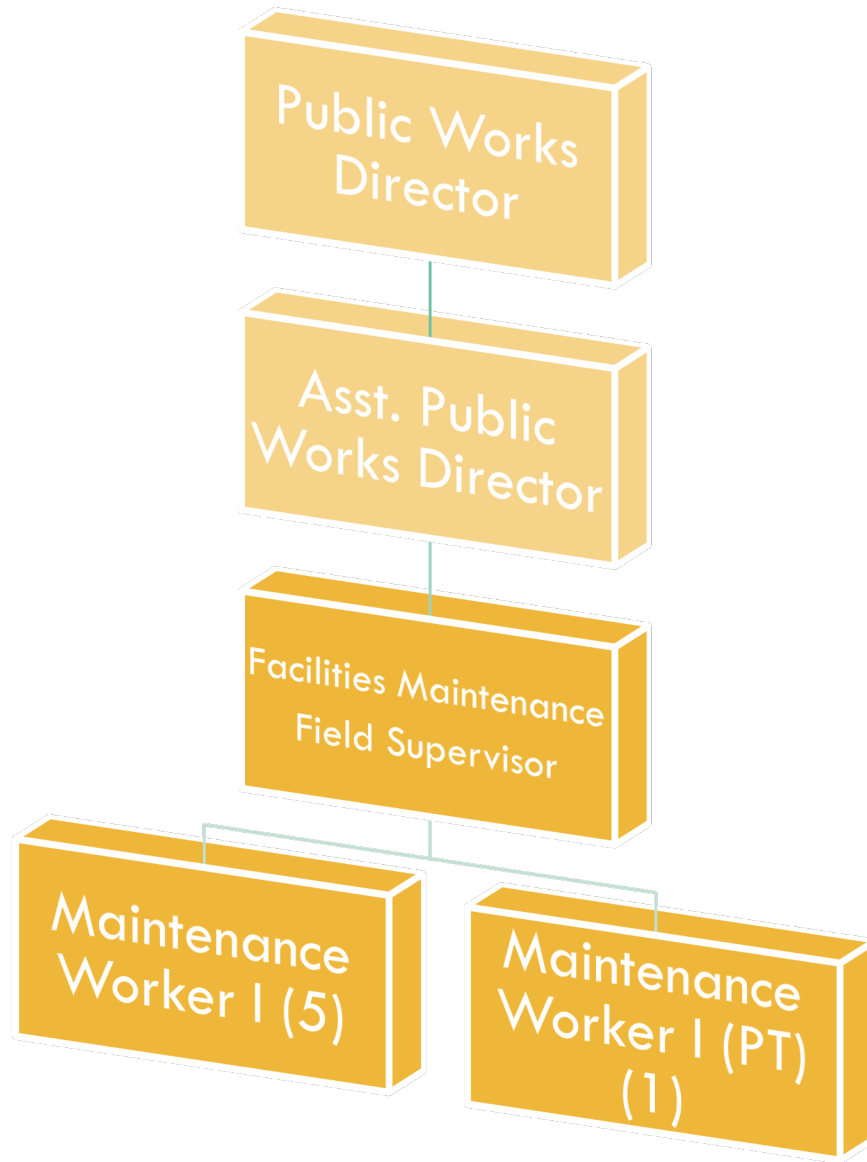 Public Works
Director
Asst. Public
Works Director
Facilities Maintenance
Field Supervisor
Maintenance
Worker I (5)
Maintenance
Worker I (PT)
(1)